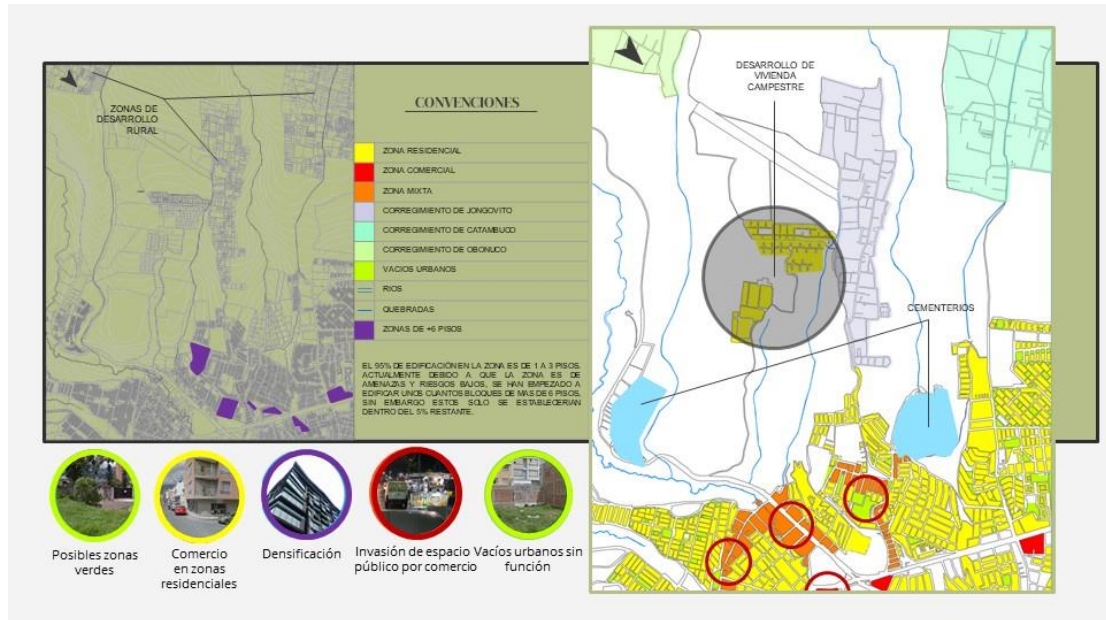 ZONAS DE
DESARROLLO
RURAL
CONVENCIONES
ZONA RESIDENCIAL
ZONA COMERCIAL
ZONA MIXTA
CORREGIMIENTO DE JONGOVITO
CORREGIMIENTO DE CATAMBUCO
CORREGIMIENTO DE OBONUCO
VACIOS URBANOS
RIOS
QUEBRADAS
ZONAS DE +6 PISOS
EL 95% DE EDIFICACIÓN EN LA ZONA ES DE 1 A 3 PISOS.
ACTUALMENTE DEBIDO A QUE LA ZONA ES DE
AMENAZAS Y RIESGOS BAJOS, SE HAN EMPEZADO A
EDIFICAR UNOS CUANTOS BLOQUES DE MAS DE 6 PISOS,
SIN EMBARGO ESTOS SOLO SE ESTABLECERIAN
DENTRO DEL 5% RESTANTE.
DESARROLLO DE
VIVIENDA
CAMPESTRE
CEMENTERIOS
Posibles zonas
verdes
Comercio
en zonas
residenciales
Densificación
Invasión de espacio
público por comercio
Vacíos urbanos sin
función